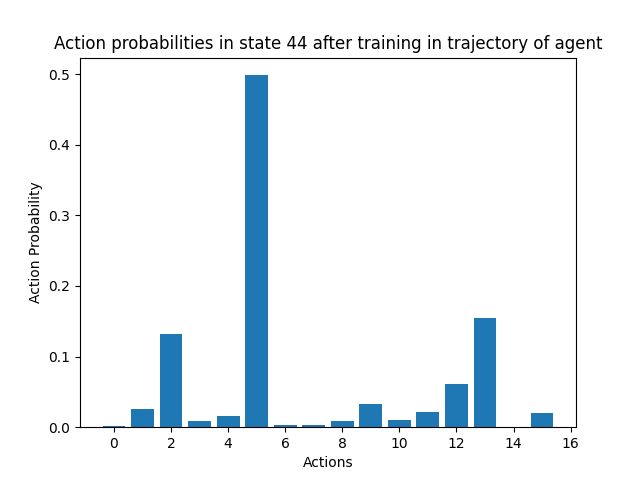 Action probabilities in state 44 after training in trajectory of agent
0.5
0.4
0.3
0.2
0.1
0.0
Action Probability
0 2 4 6 8 10 12 14 16
Actions